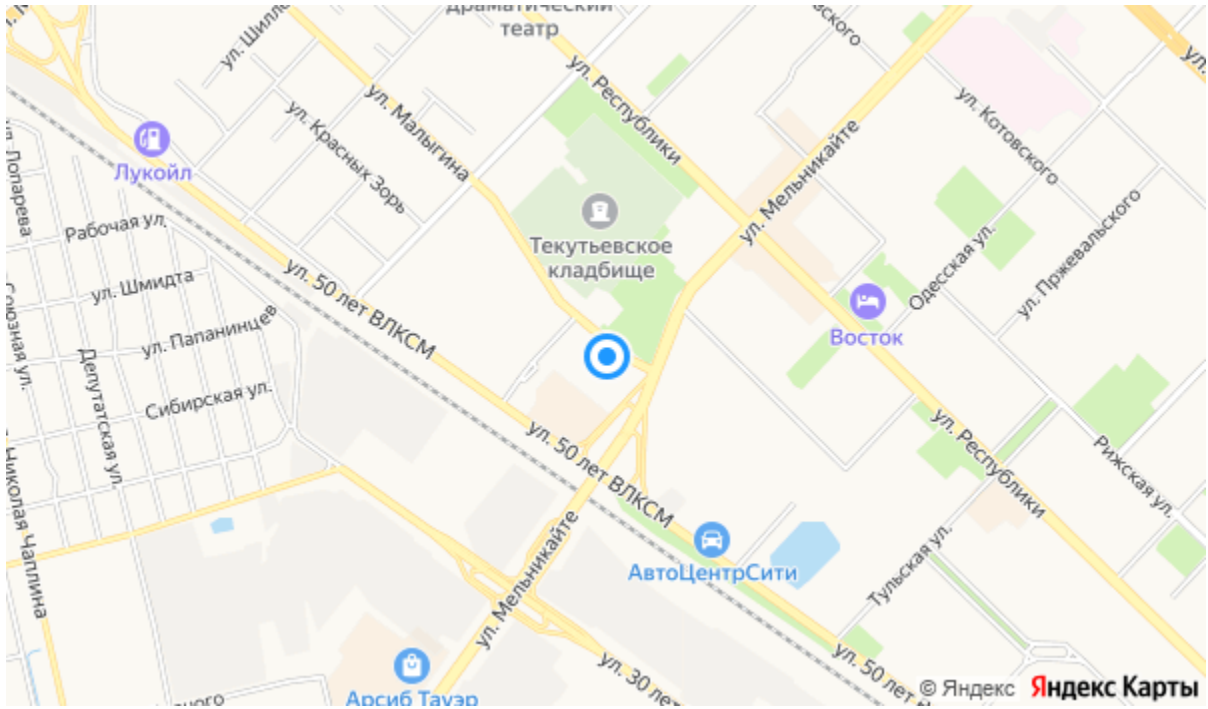 драматический
театр
ул. Республики
ул. Малыгина
ул. Красных Зорь
Лукойл
ул. Лопарева
Рабочая ул.
ул. Шмидта
ул. Папанинцев
Сибирская ул.
Союзная ул.
Депутатская ул.
Николая Чаплина
ул. 50 лет ВЛКСМ
Текутьевское
кладбище
ул. Мельникайте
ул. Котовского
ул. Пржевальского
Одесская ул.
Восток
ул. 50 лет ВЛКСМ
ул. Республики
Рижская ул.
Тульская ул.
АвтоЦентрСити
ул. Мельникайте
ул. 30 лет
ул. 50 лет
Арсиб Тауэр
© Яндекс Яндекс Карты